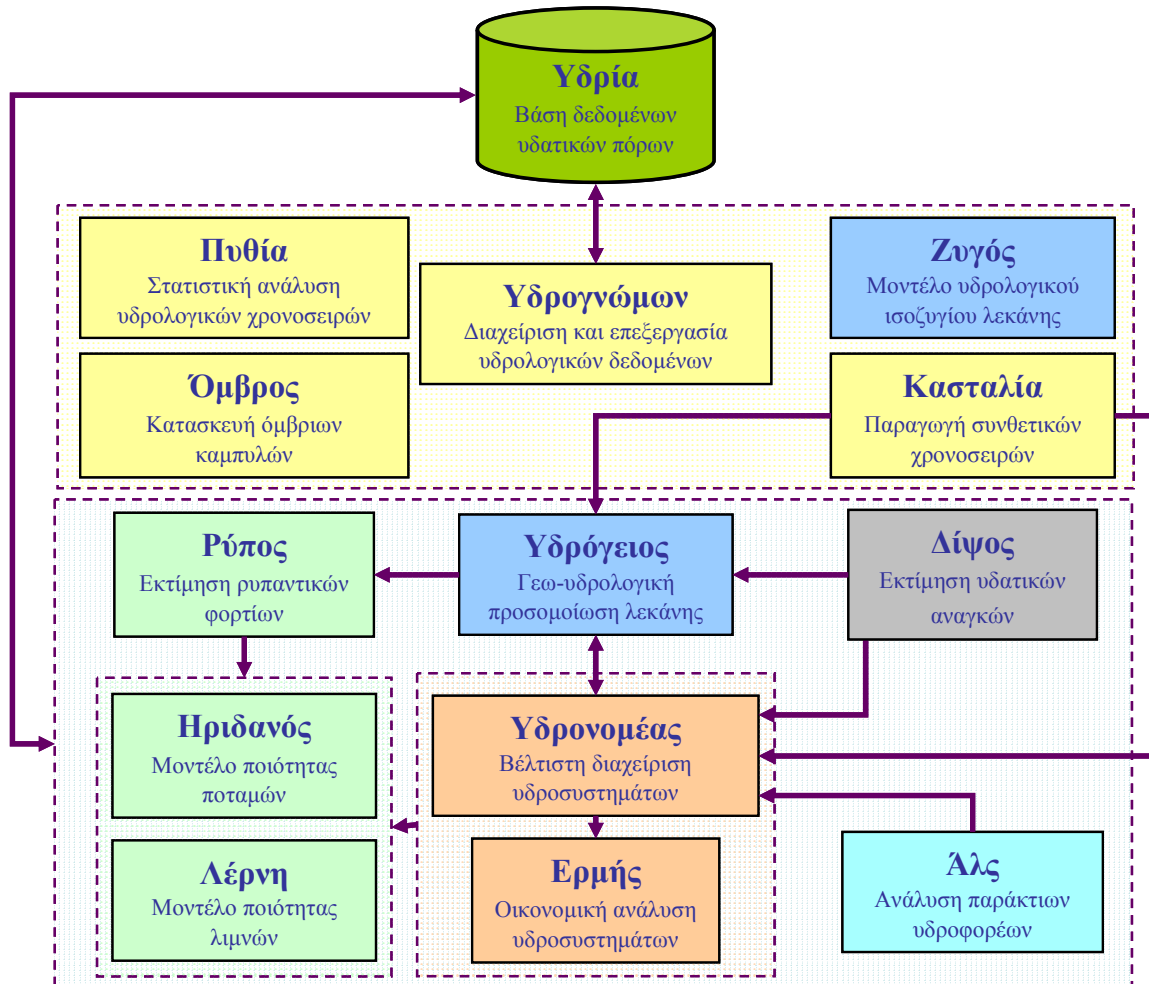 Υδρία
Βάση δεδομένων
υδατικών πόρων
Πυθία
Στατιστική ανάλυση
υδρολογικών χρονοσειρών
Υδρογνώμων
Διαχείριση και επεξεργασία
υδρολογικών δεδομένων
Ζυγός
Μοντέλο υδρολογικού
ισοζυγίου λεκάνης
Όμβρος
Κατασκευή όμβριων
καμπυλών
Κασταλία
Παραγωγή συνθετικών
χρονοσειρών
Ρύπος
Εκτίμηση ρυπαντικών
φορτίων
Υδρόγειος
Γεω-υδρολογική
προσομοίωση λεκάνης
Δίψος
Εκτίμηση υδατικών
αναγκών
Ηριδανός
Μοντέλο ποιότητας
ποταμών
Υδρονομέας
Βέλτιστη διαχείριση
υδροσυστημάτων
Λέρνη
Μοντέλο ποιότητας
λιμνών
Ερμής
Οικονομική ανάλυση
υδροσυστημάτων
Άλς
Ανάλυση παράκτιων
υδροφορέων